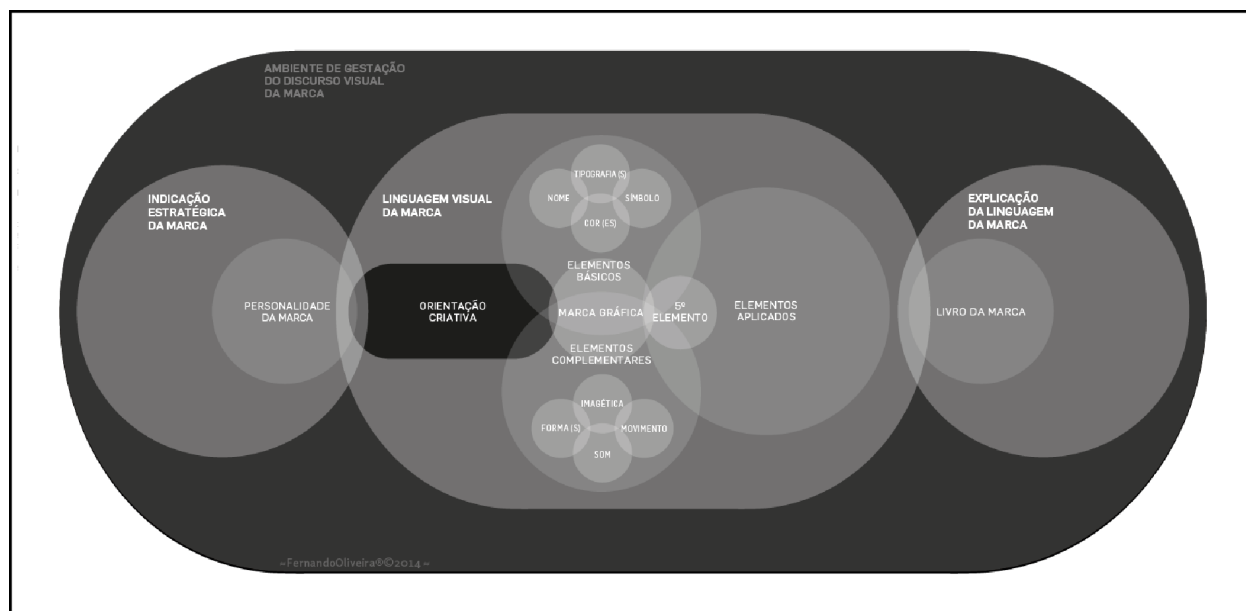 AMBIENTE DE GESTAÇÃO
DO DISCURSO VISUAL
DA MARCA
INDICAÇÃO
ESTRATÉGICA
DA MARCA
PERSONALIDADE
DA MARCA
LINGUAGEM VISUAL
DA MARCA
ORIENTAÇÃO
CRIATIVA
TIPOGRAFIA (S)
NOME
SÍMBOLO
COR (ES)
ELEMENTOS
BÁSICOS
MARCA GRÁFICA
5º
ELEMENTO
ELEMENTOS
APLICADOS
ELEMENTOS
COMPLEMENTARES
IMAGÉTICA
FORMA (S)
MOVIMENTO
SOM
EXPLICAÇÃO
DA LINGUAGEM
DA MARCA
LIVRO DA MARCA
~FernandoOliveira®©2014~